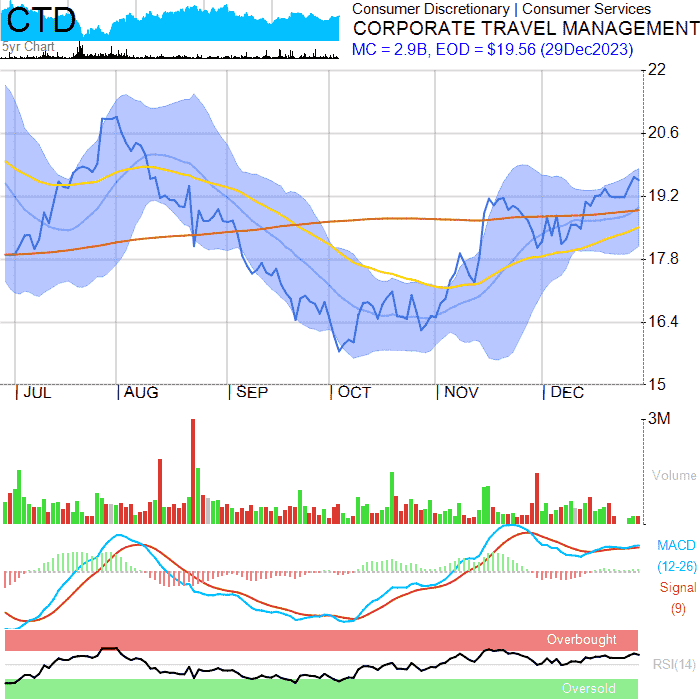 CTD
5yr Chart
Consumer Discretionary | Consumer Services
CORPORATE TRAVEL MANAGEMENT
MC = 2.9B, EOD = $19.56 (29Dec2023)
22
20.6
19.2
17.8
16.4
15
JUL AUG SEP OCT NOV DEC
3M
Volume
MACD
(12-26)
Signal
(9)
Overbought
RSI(14)
Oversold